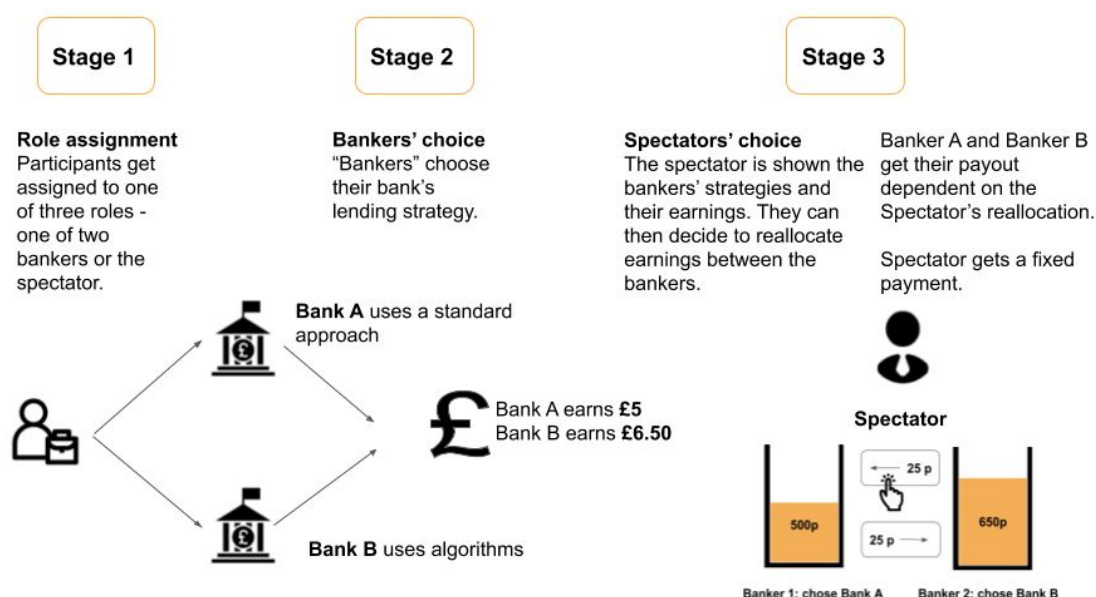 Stage 1
Stage 2
Stage 3
Role assignment
Participants get
assigned to one
of three roles -
one of two
bankers or the
spectator.
Bankers’ choice
“Bankers” choose
their bank’s
lending strategy.
Spectators’ choice
The spectator is shown the
bankers’ strategies and
their earnings. They can
then decide to reallocate
earnings between the
bankers.
Banker A and Banker B
get their payout
dependent on the
Spectator’s reallocation.
Spectator gets a fixed
payment.
Bank A uses a standard
approach
£
Bank A earns £5
Bank B earns £6.50
£
Bank B uses algorithms
£
Spectator
500p
← 25 p
25 p →
650p
Banker 1: chose Bank A
Banker 2: chose Bank B